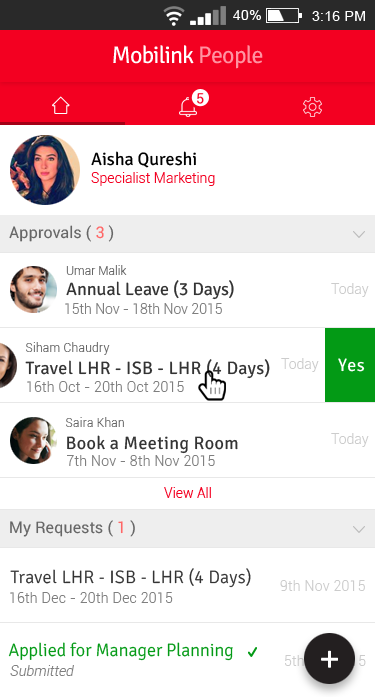 40% 3:16 PM
Mobilink People
5
Aisha Qureshi
Specialist Marketing
Approvals ( 3 )
Umar Malik
Annual Leave (3 Days) Today
15th Nov - 18th Nov 2015
Siham Chaudry
Travel LHR - ISB - LHR (4 Days) Today Yes
16th Oct - 20th Oct 2015
Saira Khan
Book a Meeting Room Today
7th Nov - 8th Nov 2015
View All
My Requests ( 1 )
Travel LHR - ISB - LHR (4 Days) 9th Nov 2015
16th Dec - 20th Dec 2015
Applied for Manager Planning
Submitted